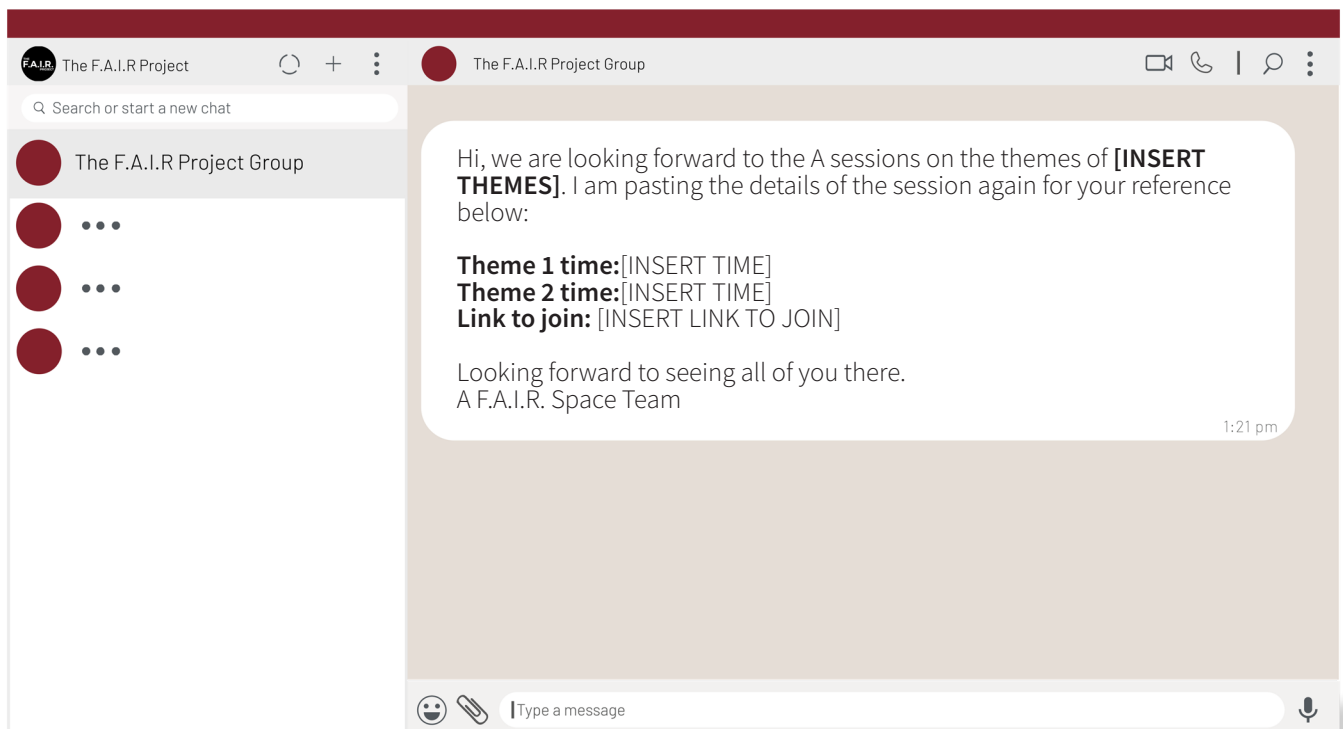 THE
F.A.I.R.
PROJECT
The F.A.I.R Project
Search or start a new chat
The F.A.I.R Project Group
The F.A.I.R Project Group
Hi, we are looking forward to the A sessions on the themes of [INSERT
THEMES]. I am pasting the details of the session again for your reference
below:
Theme 1 time:[INSERT TIME]
Theme 2 time:[INSERT TIME]
Link to join: [INSERT LINK TO JOIN]
Looking forward to seeing all of you there.
A F.A.I.R. Space Team
1:21 pm
Type a message